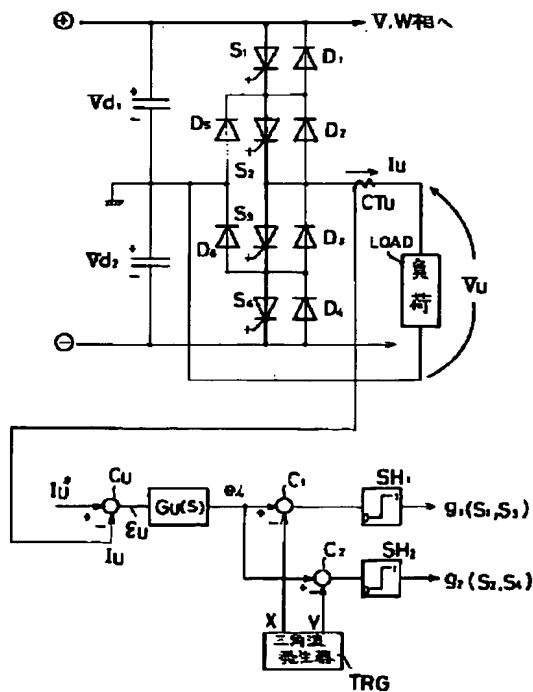 ⊕
V,W相へ
S1
D1
Vd1
+
-
D5
D2
S2
IU
CTU
S3
D6
D3
LOAD
負荷
VU
Vd2
+
-
S4
D4
⊖
IU*
CU
+
-
εU
IU
GU(S)
ei
C1
+
-
SH1
1
g1(S1,S3)
C2
+
-
SH2
1
g2(S2,S4)
X
Y
三角波
発生器
TRG